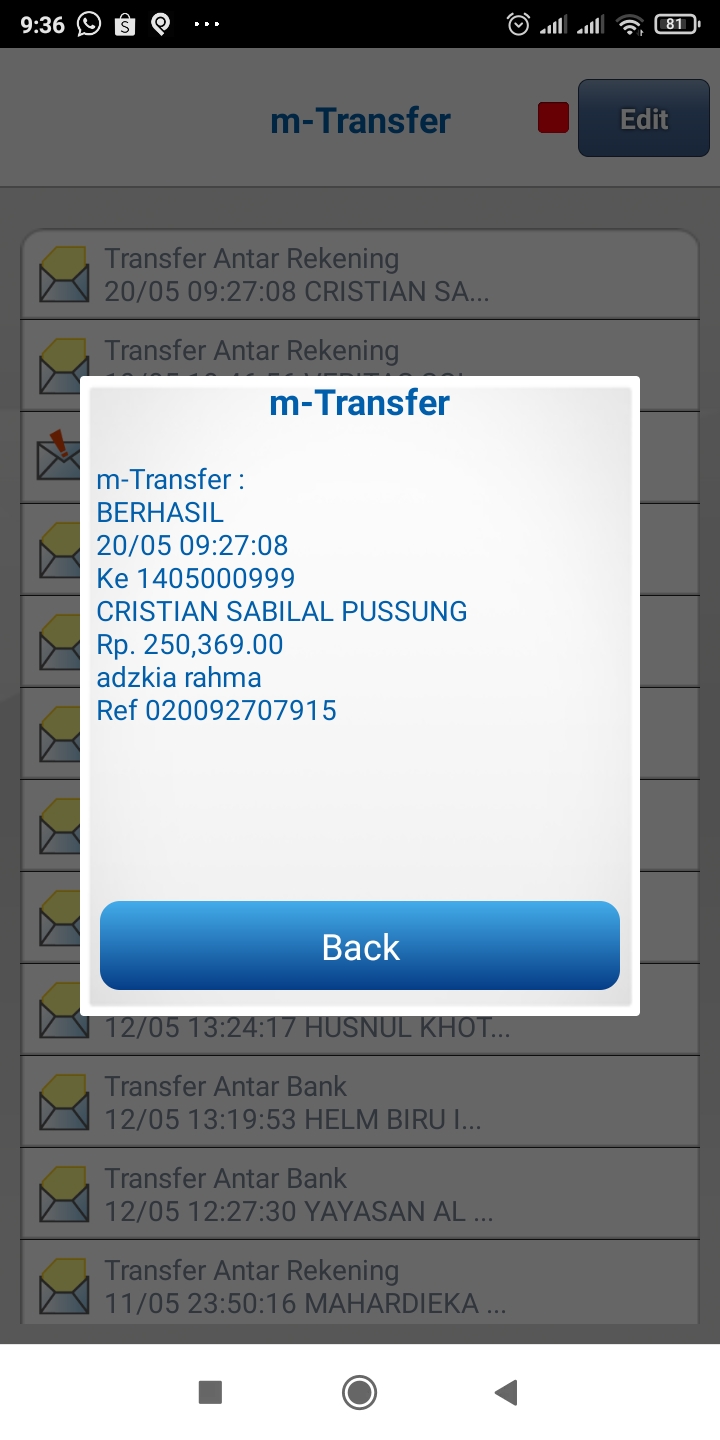 9:36
81
m-Transfer
Edit
Transfer Antar Rekening
20/05 09:27:08 CRISTIAN SA...
Transfer Antar Rekening
m-Transfer
m-Transfer :
BERHASIL
20/05 09:27:08
Ke 1405000999
CRISTIAN SABILAL PUSSUNG
Rp. 250,369.00
adzkia rahma
Ref 020092707915
Back
12/05 13:24:17 HUSNUL KHOT...
Transfer Antar Bank
12/05 13:19:53 HELM BIRU I...
Transfer Antar Bank
12/05 12:27:30 YAYASAN AL ...
Transfer Antar Rekening
11/05 23:50:16 MAHARDIEKA ...